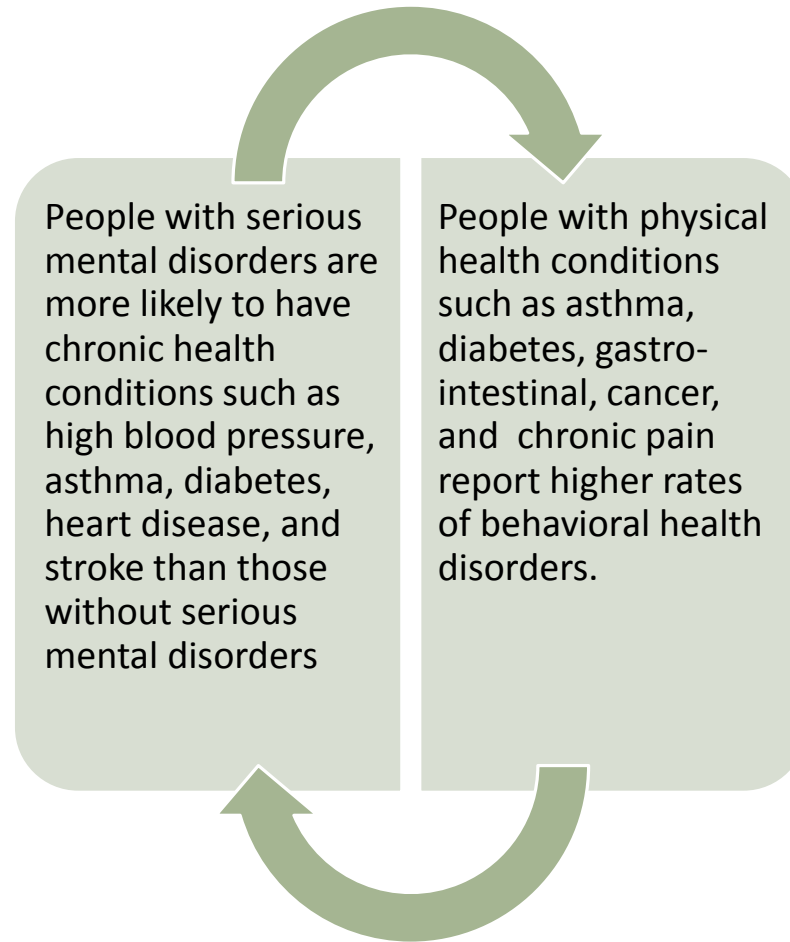 People with serious
mental disorders are
more likely to have
chronic health
conditions such as
high blood pressure,
asthma, diabetes,
heart disease, and
stroke than those
without serious
mental disorders
People with physical
health conditions
such as asthma,
diabetes, gastro-
intestinal, cancer,
and  chronic pain
report higher rates
of behavioral health
disorders.